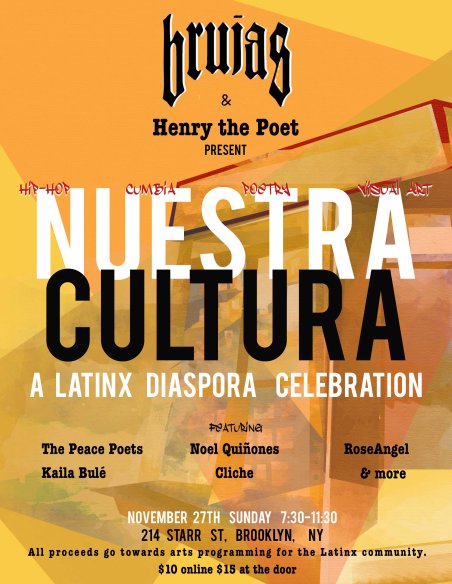 brujas
&
Henry the Poet
PRESENT
HIP-HOP CUMBIA POETRY VISUAL ART
NUESTRA
CULTURA
A LATINX DIASPORA CELEBRATION
FEATURING
The Peace Poets Noel Quiñones RoseAngel
Kaila Bulé Cliche & more
NOVEMBER 27TH SUNDAY 7:30-11:30
214 STARR ST, BROOKLYN, NY
All proceeds go towards arts programming for the Latinx community.
$10 online $15 at the door